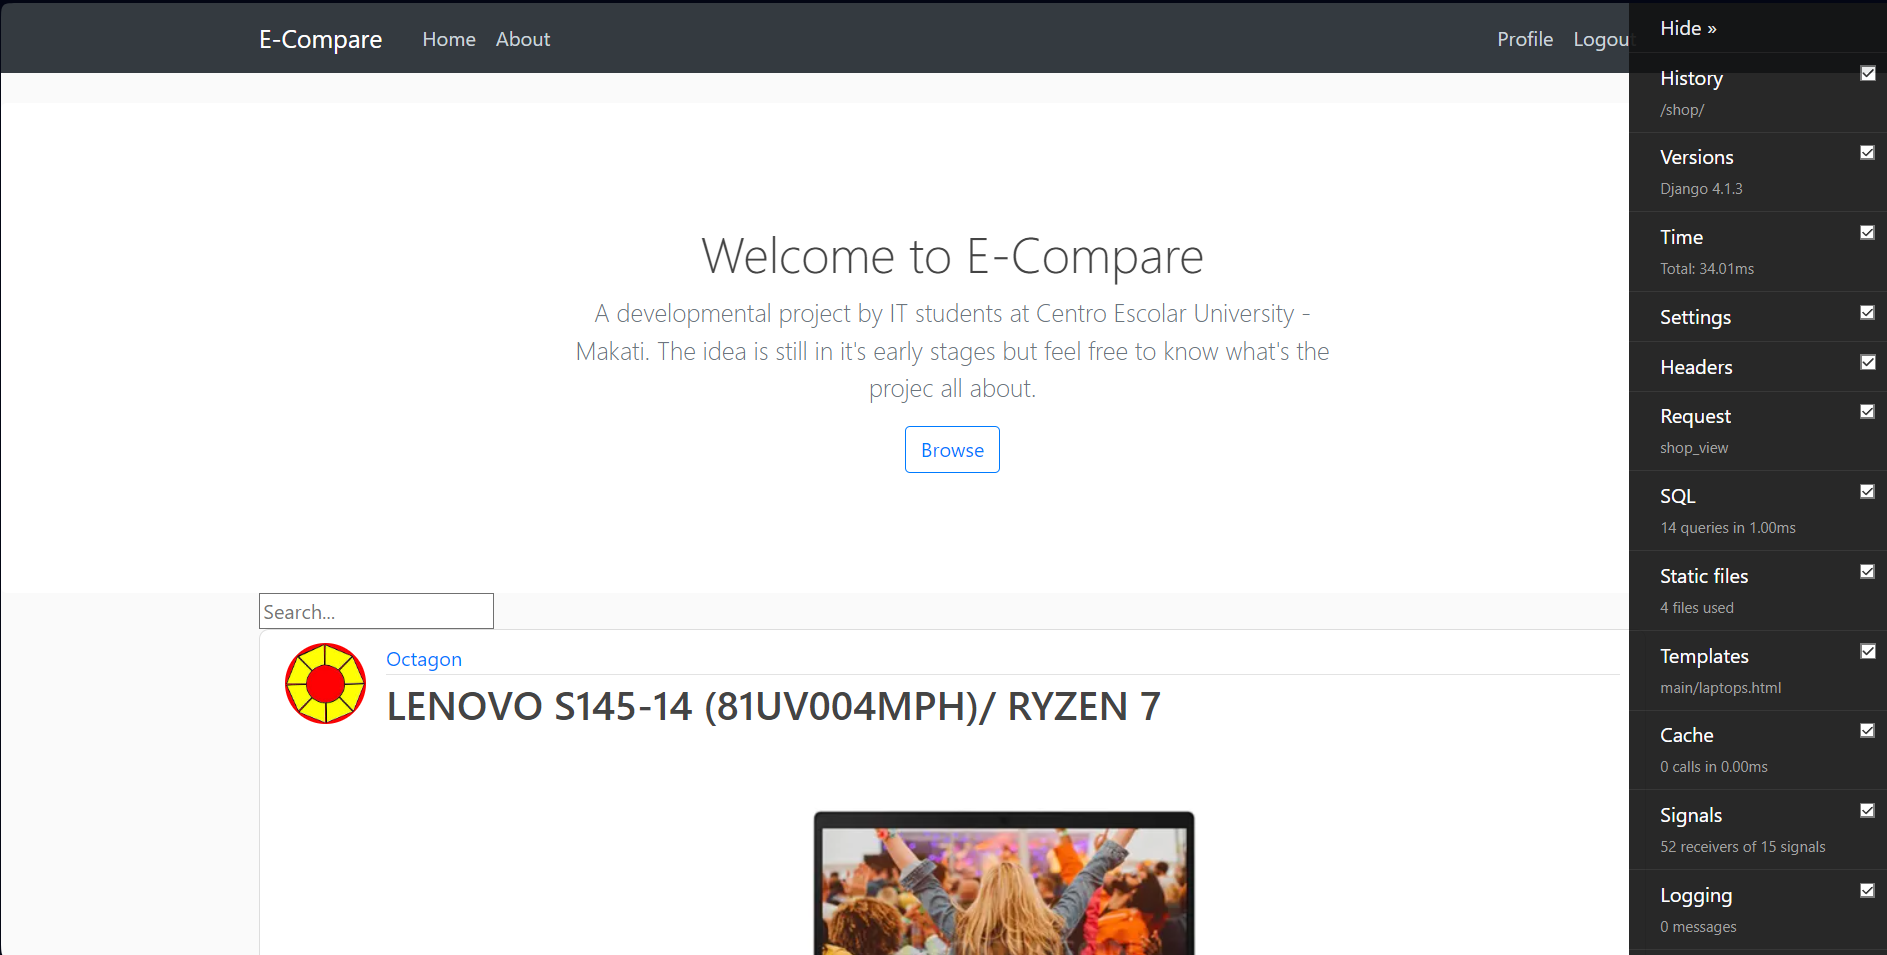 E-Compare Home About Profile Logout
Welcome to E-Compare
A developmental project by IT students at Centro Escolar University -
Makati. The idea is still in it's early stages but feel free to know what's the
projec all about.
Browse
Search...
Octagon
LENOVO S145-14 (81UV004MPH)/ RYZEN 7
Hide »
History
/shop/
Versions
Django 4.1.3
Time
Total: 34.01ms
Settings
Headers
Request
shop_view
SQL
14 queries in 1.00ms
Static files
4 files used
Templates
main/laptops.html
Cache
0 calls in 0.00ms
Signals
52 receivers of 15 signals
Logging
0 messages